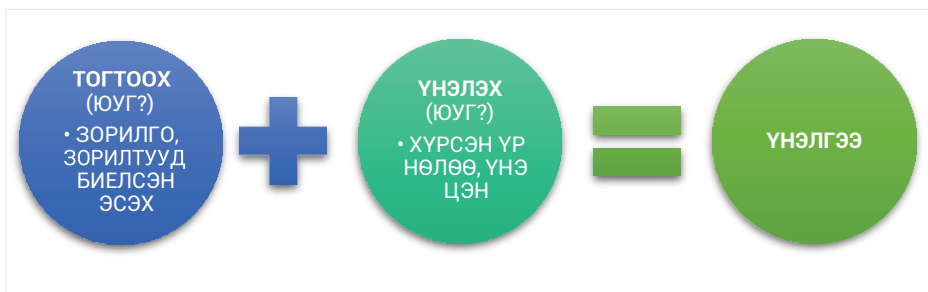 ТОГТООХ
(ЮУГ?)
• ЗОРИЛГО,
ЗОРИЛТУУД
БИЕЛСЭН
ЭСЭХ
ҮНЭЛЭХ
(ЮУГ?)
• ХҮРСЭН ҮР
НӨЛӨӨ, ҮНЭ
ЦЭН
ҮНЭЛГЭЭ